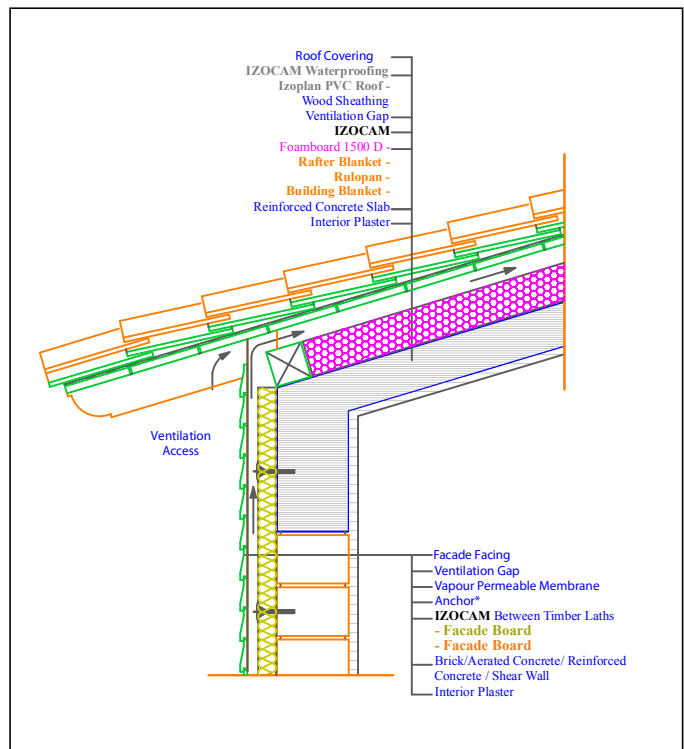 Roof Covering
IZOCAM Waterproofing
Izoplan PVC Roof -
Wood Sheathing
Ventilation Gap
IZOCAM
Foamboard 1500 D -
Rafter Blanket -
Rulopan -
Building Blanket -
Reinforced Concrete Slab
Interior Plaster
Ventilation
Access
Facade Facing
Ventilation Gap
Vapour Permeable Membrane
Anchor*
IZOCAM Between Timber Laths
- Facade Board
- Facade Board
Brick/Aerated Concrete/ Reinforced
Concrete / Shear Wall
Interior Plaster